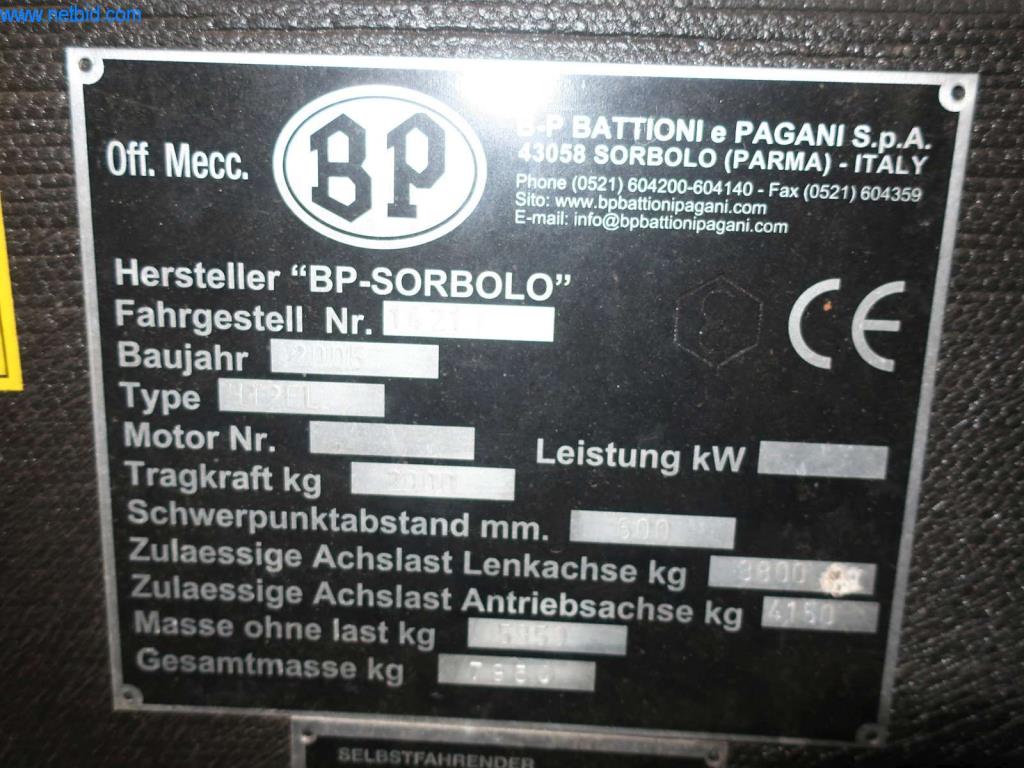 www.netbid.com
Off. Mecc.
BP
B-P BATTIONI e PAGANI S.p.A.
43058 SORBOLO (PARMA) - ITALY
Phone (0521) 604200-604140 - Fax (0521) 604359
Sito: www.bpbattionipagani.com
E-mail: info@bpbattionipagani.com
Hersteller "BP-SORBOLO"
Fahrgestell Nr.
Baujahr
Type
Motor Nr.
Leistung kW
Tragkraft kg
Schwerpunktabstand mm. 600
Zulaessige Achslast Lenkachse kg 3800
Zulaessige Achslast Antriebsachse kg 4150
Masse ohne last kg
Gesamtmasse kg 7950
CE
SELBSTFAHRENDER